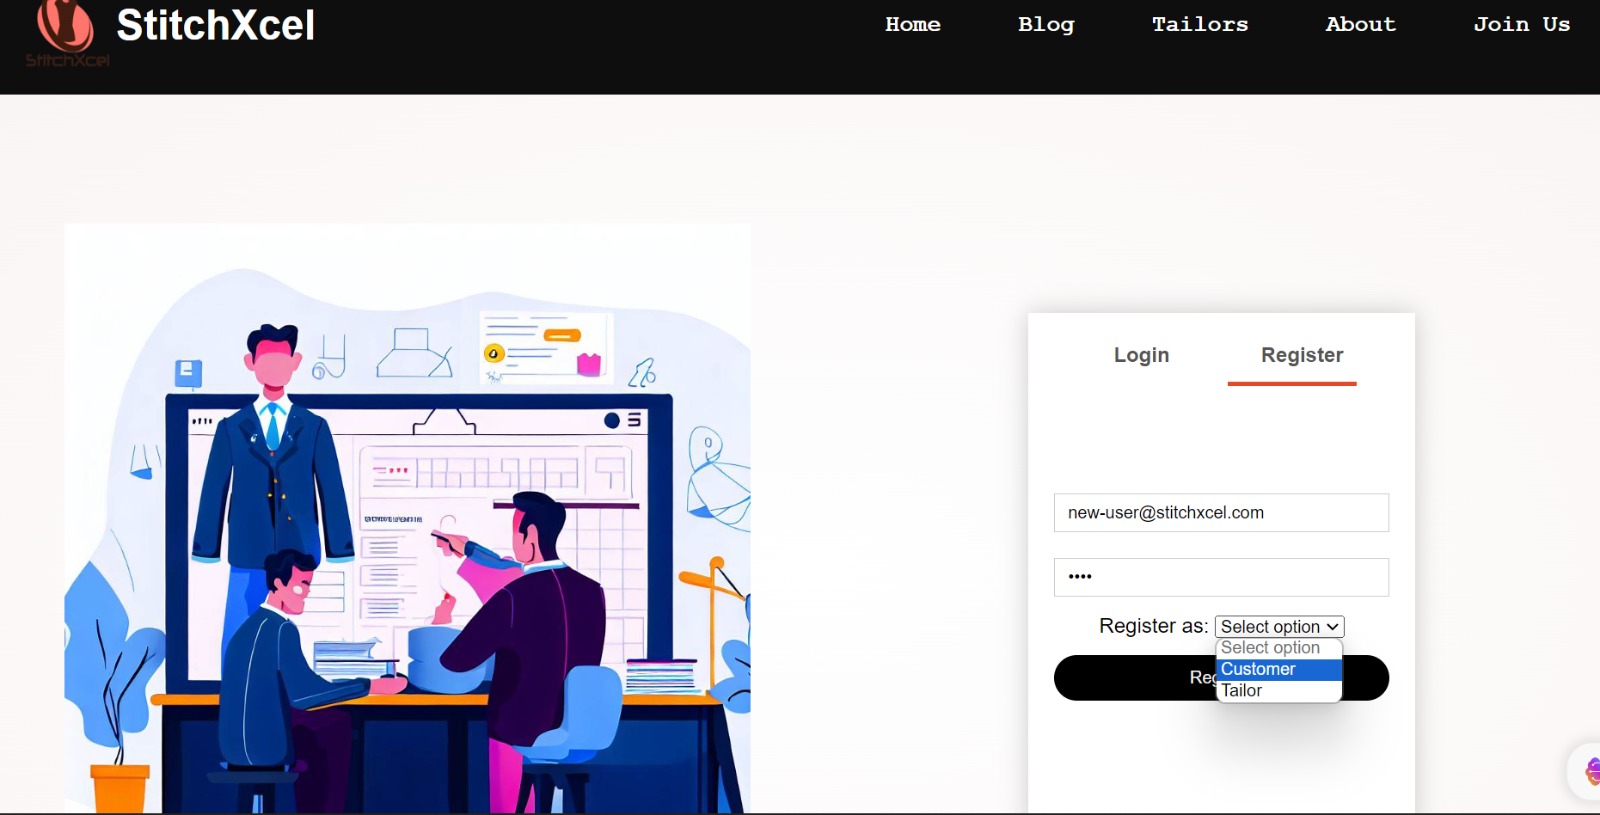 StitchXcel
StitchXcel
Home Blog Tailors About Join Us
Login Register
new-user@stitchxcel.com
••••
Register as: Select option
Select option
Customer
Tailor